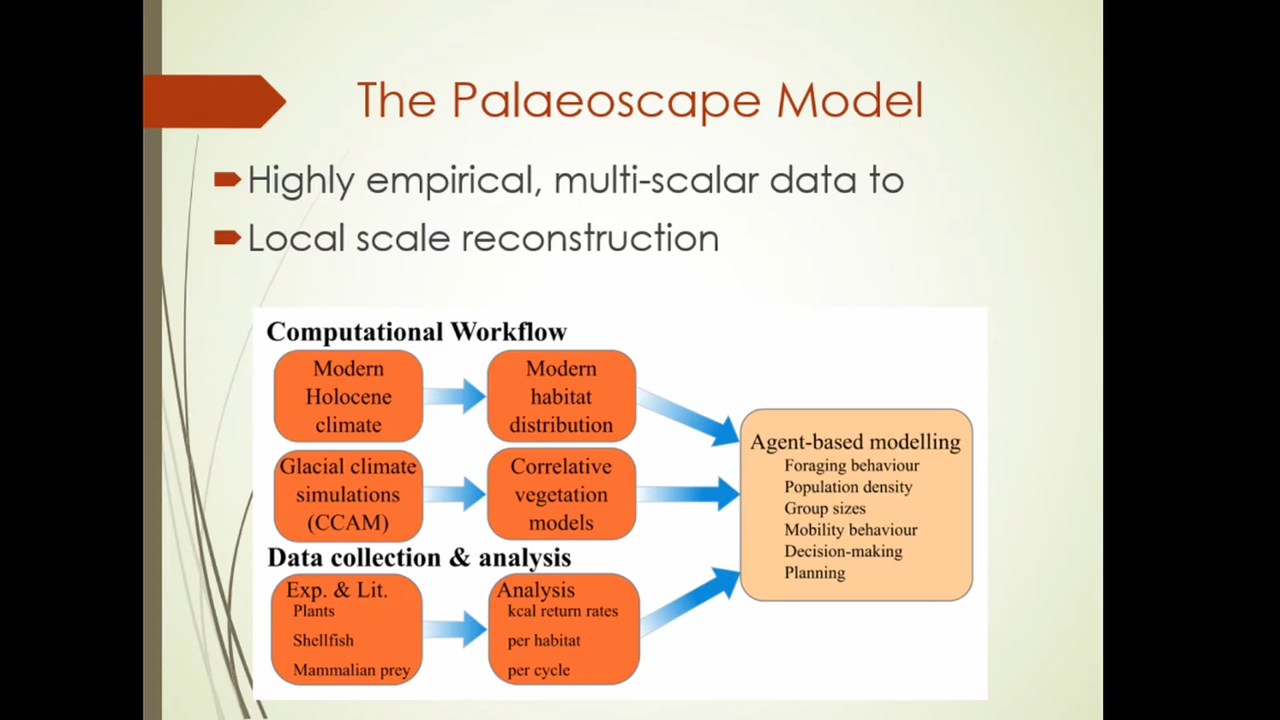 The Palaeoscape Model
Highly empirical, multi-scalar data to
Local scale reconstruction
Computational Workflow
Modern
Holocene
climate
Modern
habitat
distribution
Glacial climate
simulations
(CCAM)
Correlative
vegetation
models
Data collection & analysis
Exp. & Lit.
Plants
Shellfish
Mammalian prey
Analysis
kcal return rates
per habitat
per cycle
Agent-based modelling
Foraging behaviour
Population density
Group sizes
Mobility behaviour
Decision-making
Planning